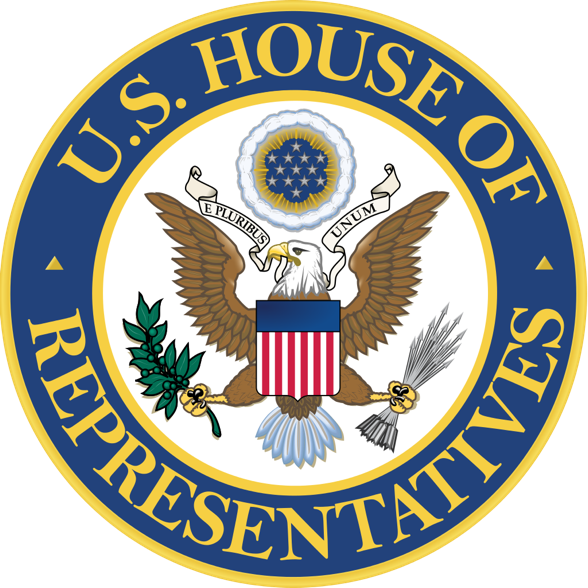 U.S. HOUSE OF
REPRESENTATIVES
E PLURIBUS
UNUM